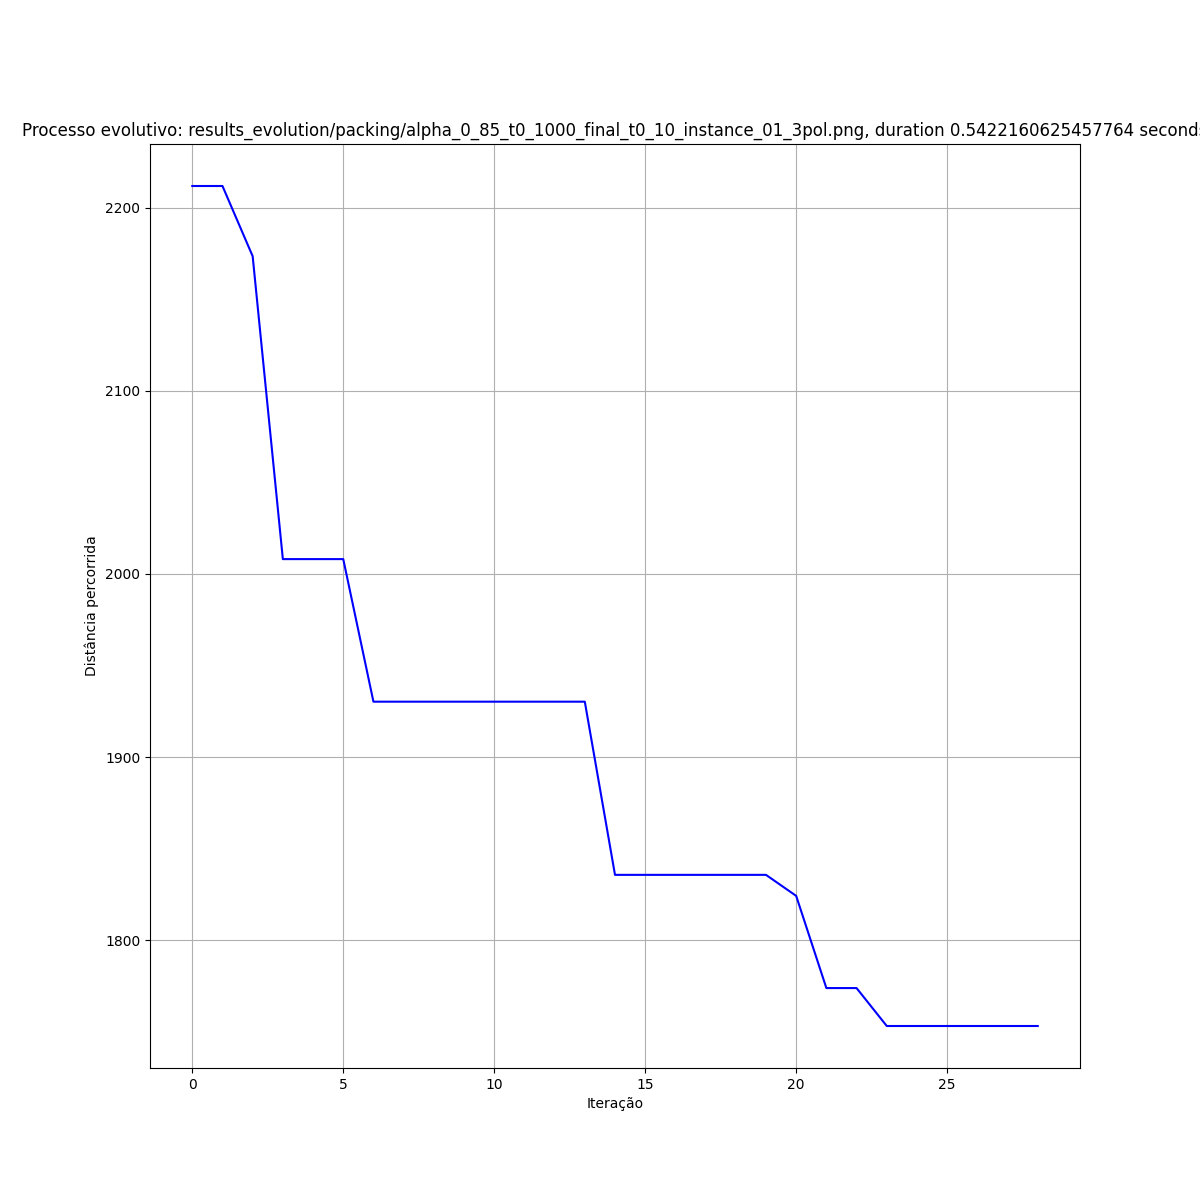 Processo evolutivo: results_evolution/packing/alpha_0_85_t0_1000_final_t0_10_instance_01_3pol.png, duration 0.5422160625457764 second
2200
2100
2000
1900
1800
Distância percorrida
0 5 10 15 20 25
Iteração